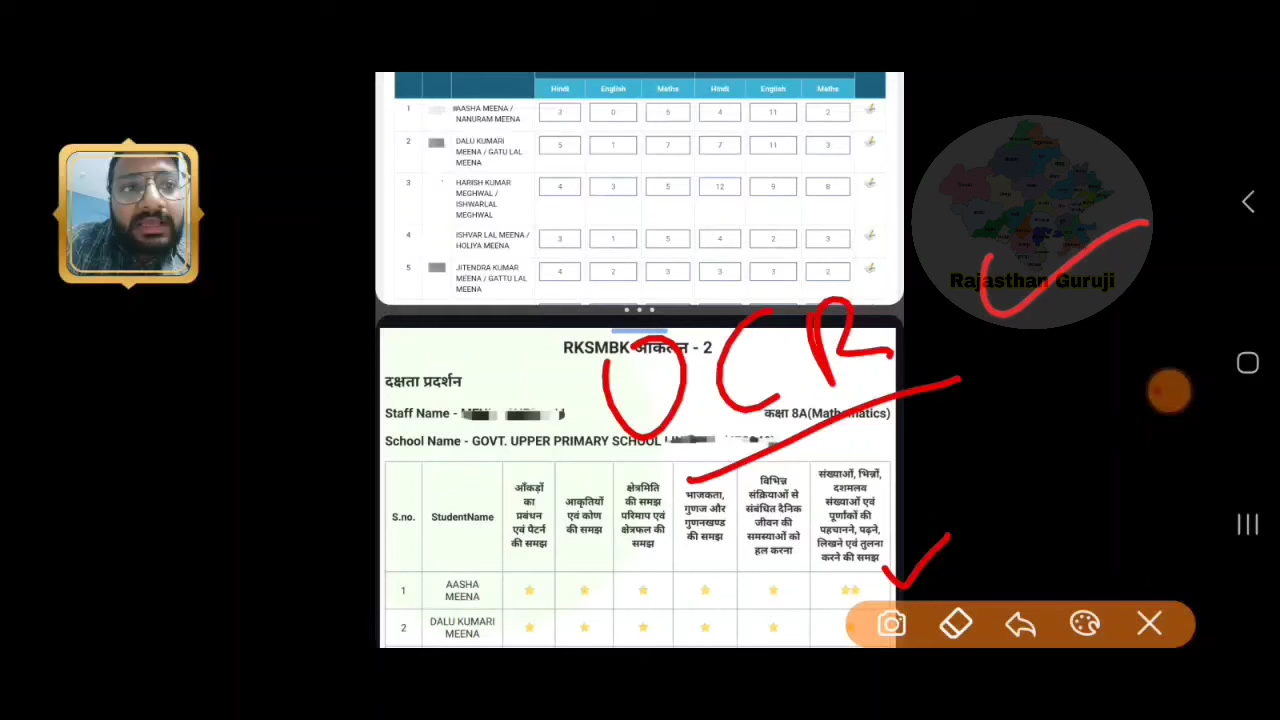 Hindi English Maths Hindi English Maths
1 AASHA MEENA / 3 0 5 4 11 2
NANURAM MEENA
2 DALU KUMARI 5 1 7 7 11 3
MEENA / GATU LAL
MEENA
3 HARISH KUMAR 4 3 5 12 9 8
MEGHWAL /
ISHWARLAL
MEGHWAL
4 ISHVAR LAL MEENA / 3 1 5 4 2 3
HOLIYA MEENA
5 JITENDRA KUMAR 4 2 3 3 3 2
MEENA / GATTU LAL
MEENA
Rajasthan Guruji
OCR
RKSMBK आकलन - 2
दक्षता प्रदर्शन
Staff Name -
कक्षा 8A(Mathematics)
School Name - GOVT. UPPER PRIMARY SCHOOL
S.no.
StudentName
आँकड़ों
का
प्रबंधन
एवं पैटर्न
की समझ
आकृतियों
एवं कोण
की समझ
क्षेत्रमिति
की समझ
परिमाप एवं
क्षेत्रफल की
समझ
भाजकता,
गुणज और
गुणनखण्ड
की समझ
विभिन्न
संक्रियाओं से
संबंधित दैनिक
जीवन की
समस्याओं को
हल करना
संख्याओं, भिन्नों,
दशमलव
संख्याओं एवं
पूर्णांकों की
पहचानने, पढ़ने,
लिखने एवं तुलना
करने की समझ
1 AASHA
MEENA
2 DALU KUMARI
MEENA